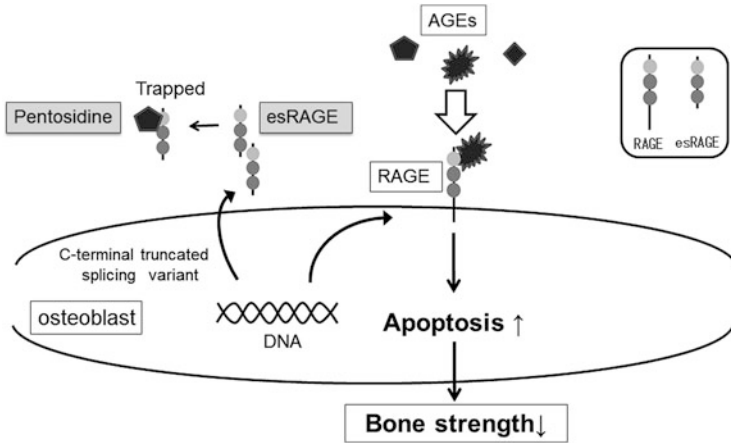 AGEs
Trapped
Pentosidine
esRAGE
RAGE
RAGE
esRAGE
C-terminal truncated
splicing variant
osteoblast
DNA
Apoptosis ↑
Bone strength↓